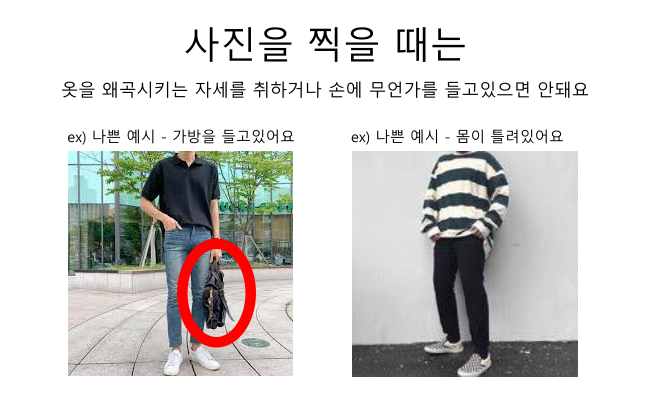 사진을 찍을 때는
옷을 왜곡시키는 자세를 취하거나 손에 무언가를 들고있으면 안돼요
ex) 나쁜 예시 - 가방을 들고있어요
ex) 나쁜 예시 - 몸이 틀려있어요